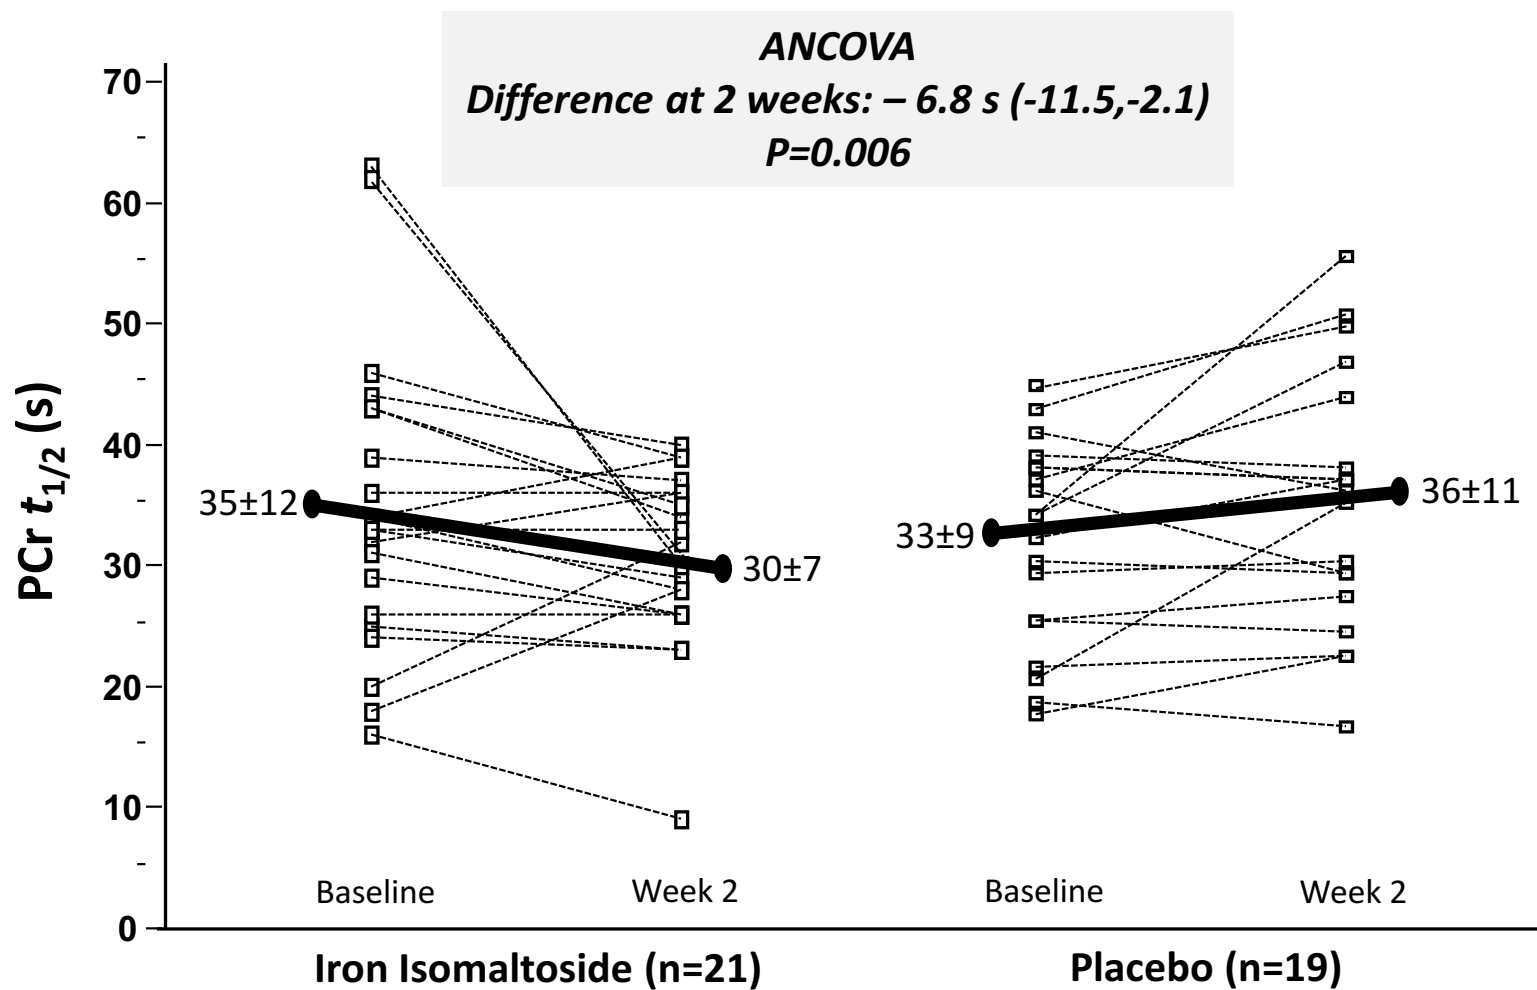 ANCOVA
Difference at 2 weeks: – 6.8 s (-11.5,-2.1)
P=0.006
PCr t1/2 (s)
70
60
50
40
30
20
10
0
35±12
30±7
33±9
36±11
Baseline
Week 2
Baseline
Week 2
Iron Isomaltoside (n=21)
Placebo (n=19)